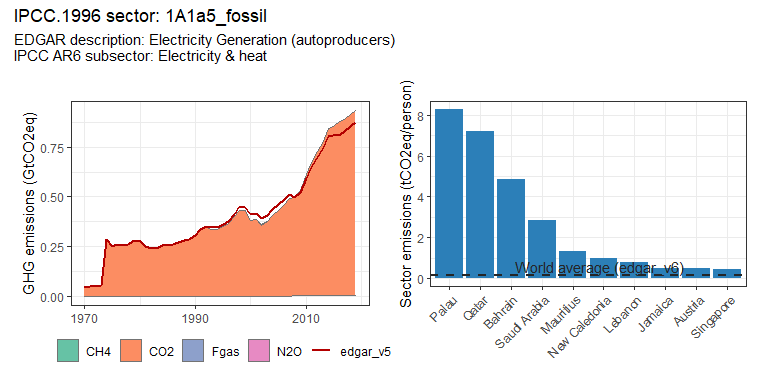 IPCC.1996 sector: 1A1a5_fossil
EDGAR description: Electricity Generation (autoproducers)
IPCC AR6 subsector: Electricity & heat
GHG emissions (GtCO2eq)
0.75
0.50
0.25
0.00
1970
1990
2010
CH4
CO2
Fgas
N2O
edgar_v5
Sector emissions (tCO2eq/person)
8
6
4
2
0
World average (edgar_v6)
Palau
Qatar
Bahrain
Saudi Arabia
Mauritius
New Caledonia
Lebanon
Jamaica
Austria
Singapore